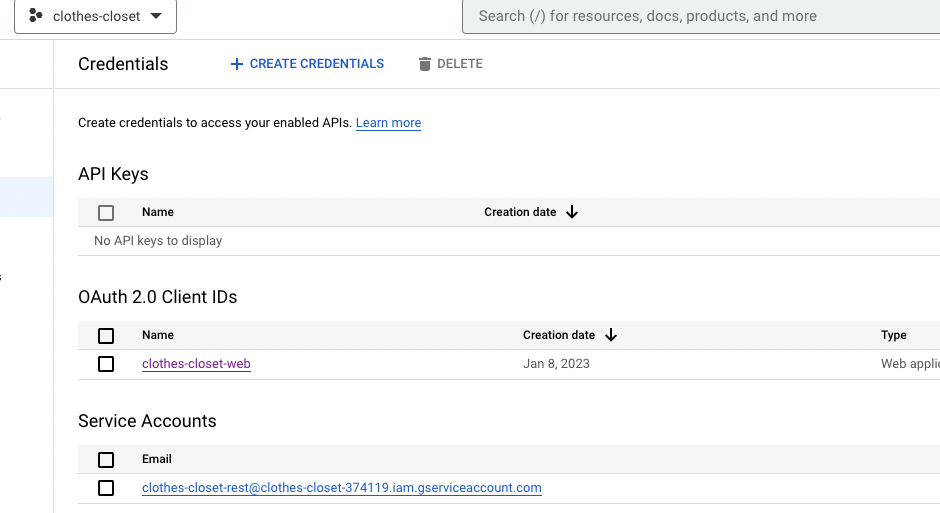 clothes-closet
Search (/) for resources, docs, products, and more
Credentials
+ CREATE CREDENTIALS
DELETE
Create credentials to access your enabled APIs. Learn more
API Keys
Name Creation date ↓
No API keys to display
OAuth 2.0 Client IDs
Name Creation date ↓ Type
clothes-closet-web Jan 8, 2023 Web
Service Accounts
Email
clothes-closet-rest@clothes-closet-374119.iam.gserviceaccount.com